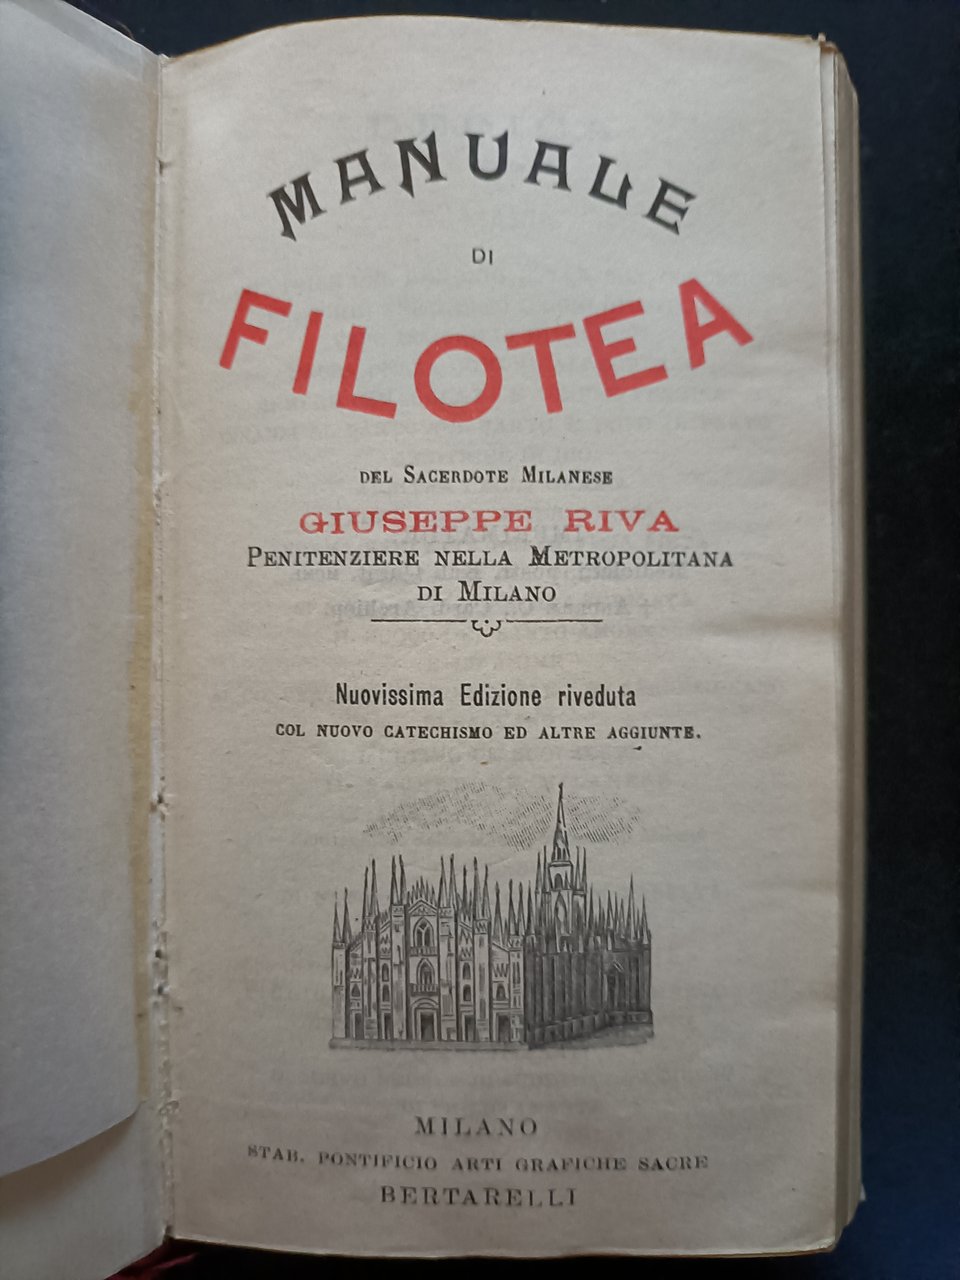 MANUALE
DI
FILOTEA
DEL SACERDOTE MILANESE
GIUSEPPE RIVA
PENITENZIERE NELLA METROPOLITANA
DI MILANO
Nuovissima Edizione riveduta
COL NUOVO CATECHISMO ED ALTRE AGGIUNTE.
MILANO
STAB. PONTIFICIO ARTI GRAFICHE SACRE
BERTARELLI